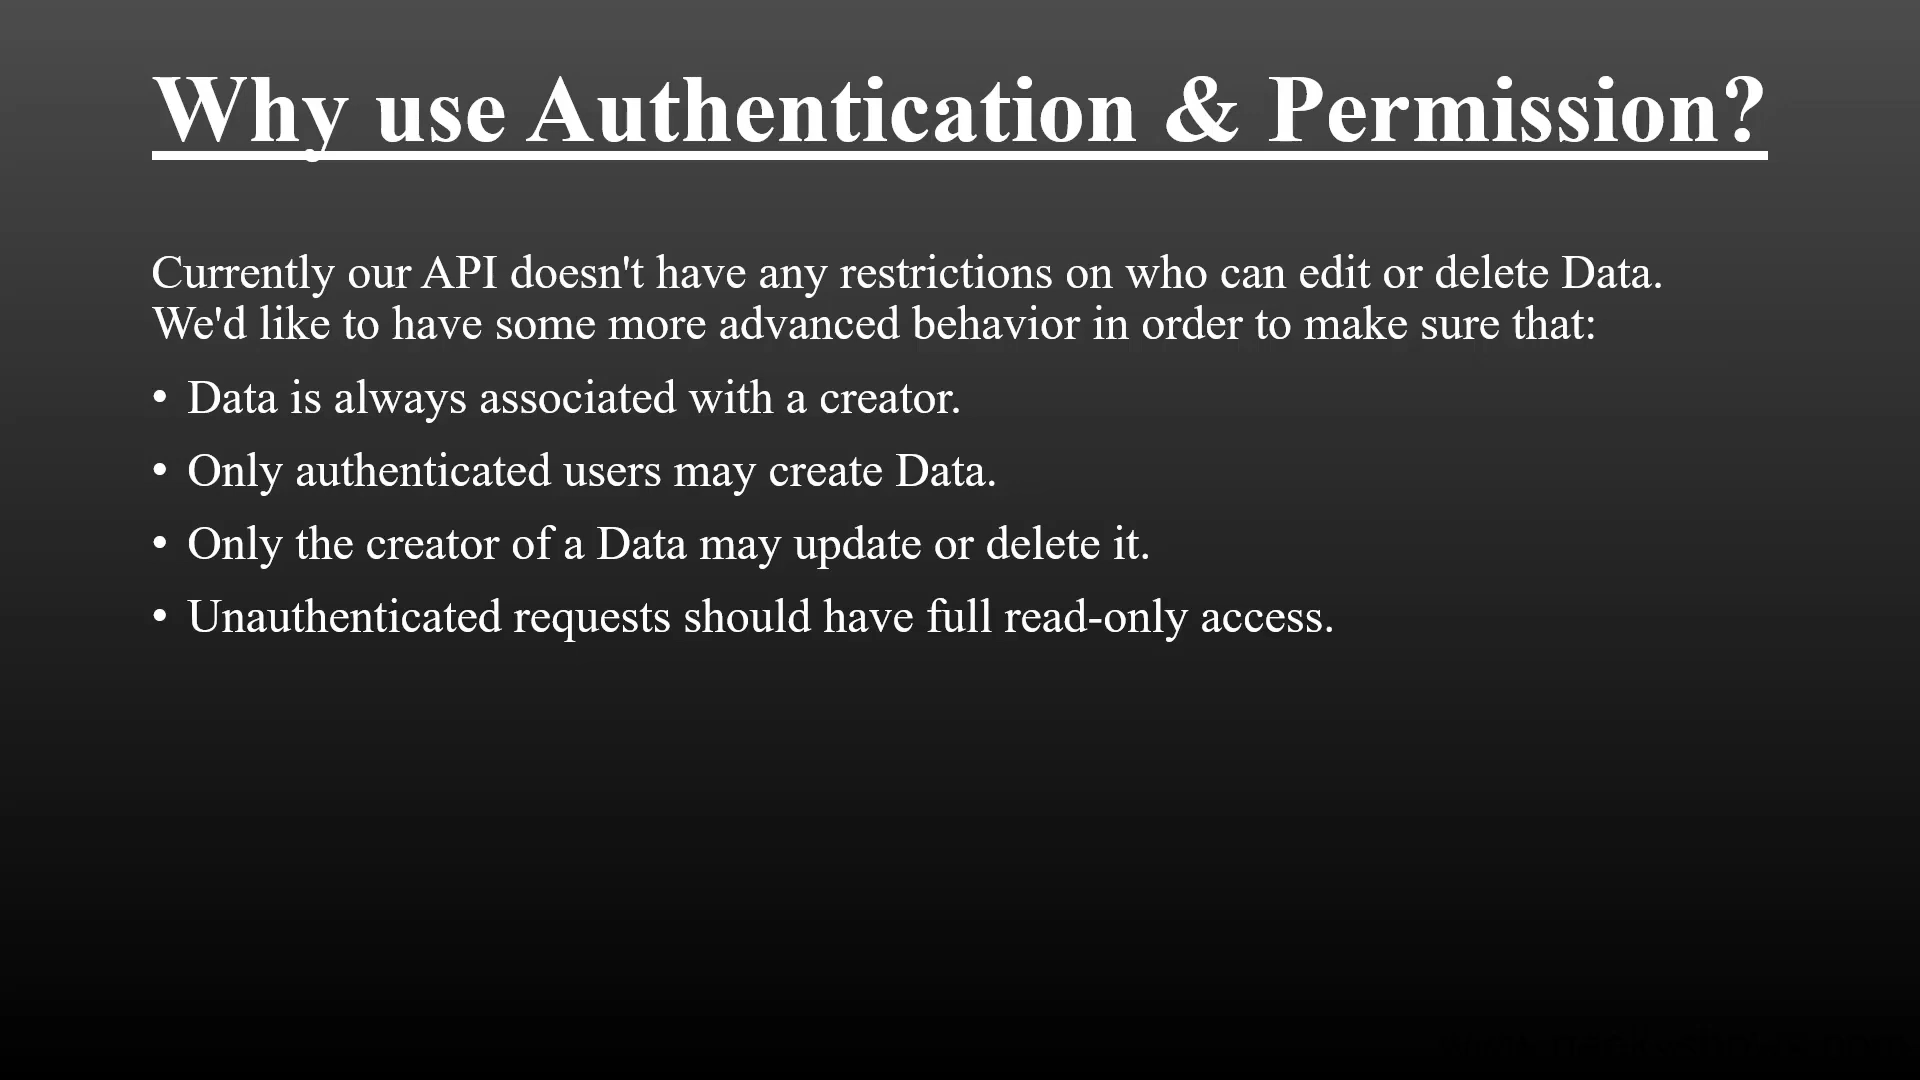 Why use Authentication & Permission?
Currently our API doesn't have any restrictions on who can edit or delete Data.
We'd like to have some more advanced behavior in order to make sure that:
• Data is always associated with a creator.
• Only authenticated users may create Data.
• Only the creator of a Data may update or delete it.
• Unauthenticated requests should have full read-only access.